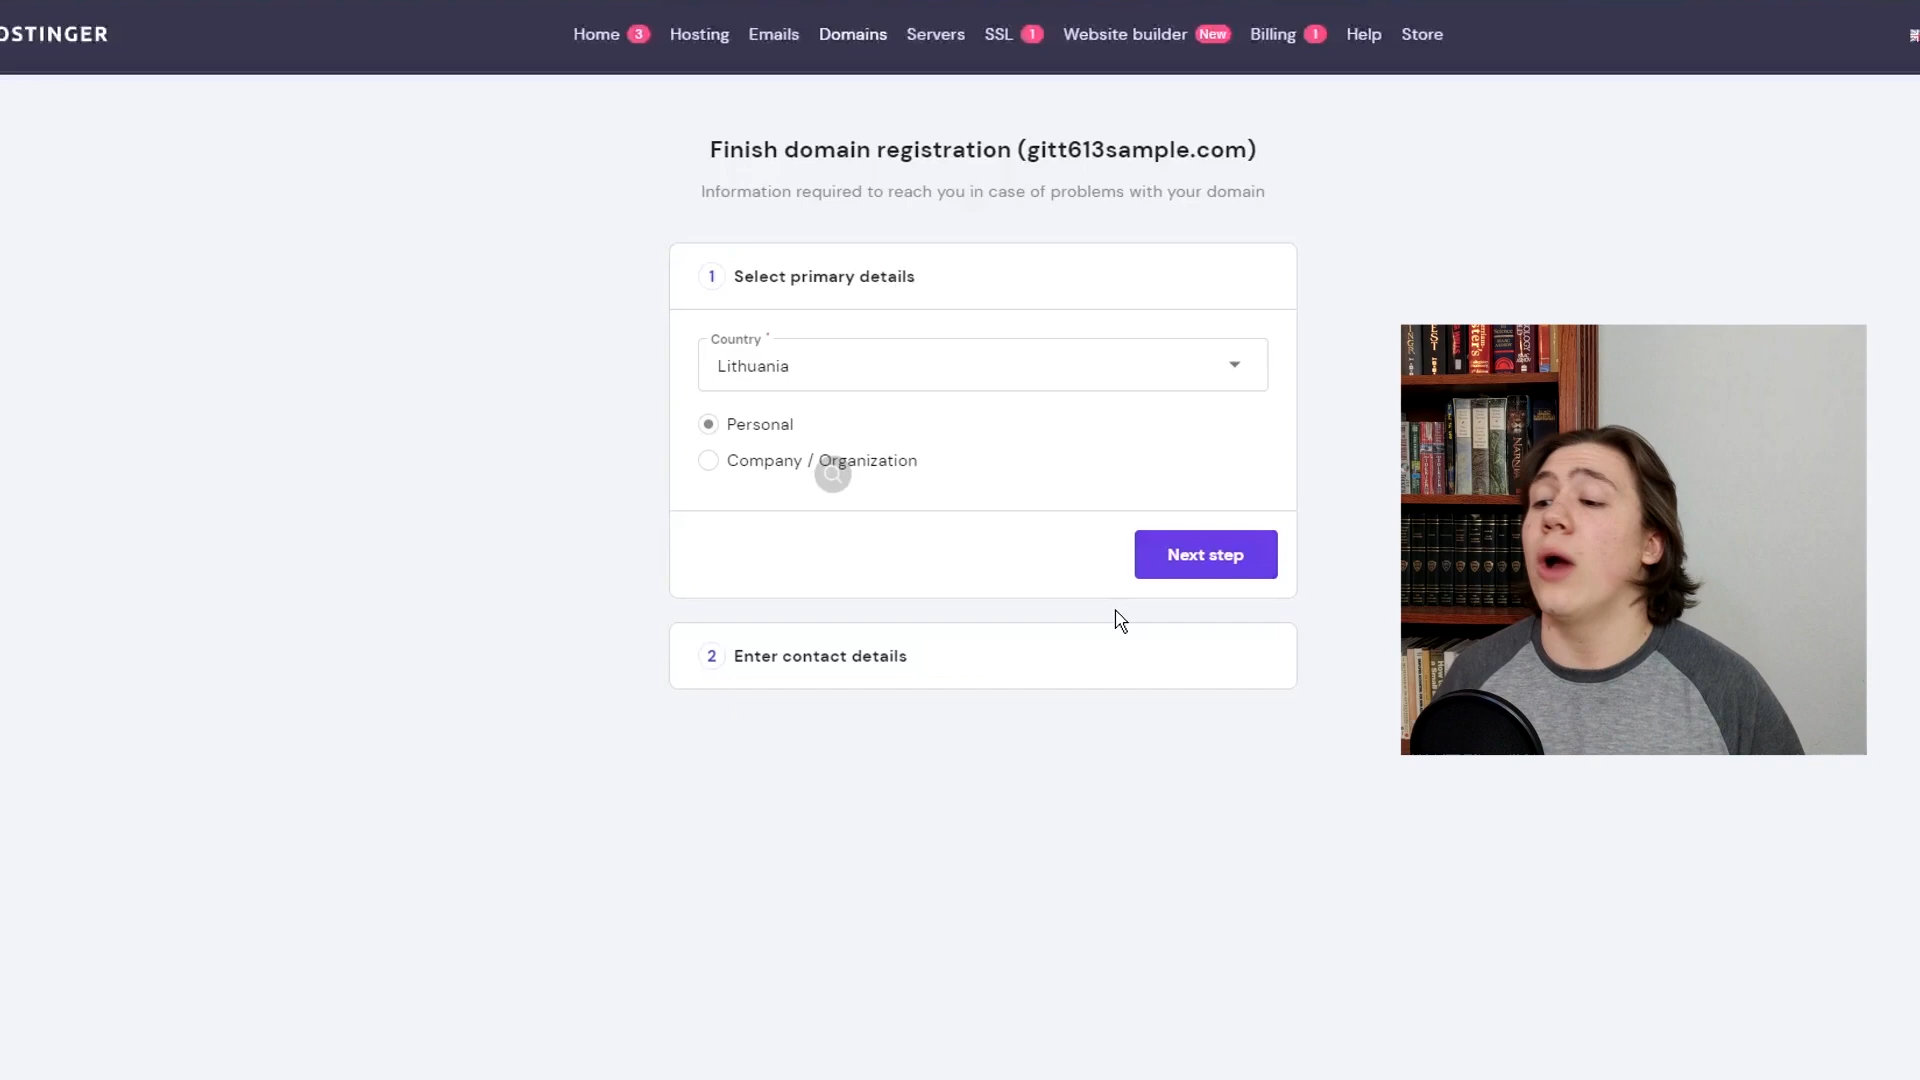 OSTINGER
Home 3 Hosting Emails Domains Servers SSL 1 Website builder New Billing 1 Help Store
Finish domain registration (gitt613sample.com)
Information required to reach you in case of problems with your domain
1 Select primary details
Country *
Lithuania
Personal
Company / Organization
Next step
2 Enter contact details
NARNIA